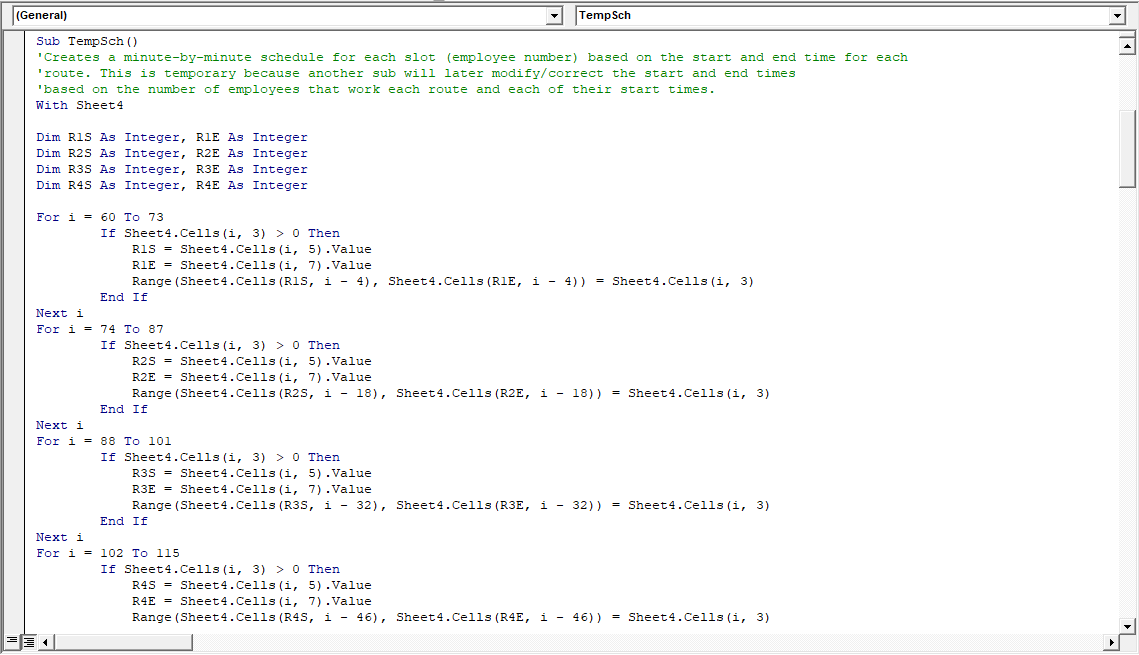 (General) TempSch
Sub TempSch()
'Creates a minute-by-minute schedule for each slot (employee number) based on the start and end time for each
'route. This is temporary because another sub will later modify/correct the start and end times
'based on the number of employees that work each route and each of their start times.
With Sheet4
Dim R1S As Integer, R1E As Integer
Dim R2S As Integer, R2E As Integer
Dim R3S As Integer, R3E As Integer
Dim R4S As Integer, R4E As Integer
For i = 60 To 73
If Sheet4.Cells(i, 3) > 0 Then
R1S = Sheet4.Cells(i, 5).Value
R1E = Sheet4.Cells(i, 7).Value
Range(Sheet4.Cells(R1S, i - 4), Sheet4.Cells(R1E, i - 4)) = Sheet4.Cells(i, 3)
End If
Next i
For i = 74 To 87
If Sheet4.Cells(i, 3) > 0 Then
R2S = Sheet4.Cells(i, 5).Value
R2E = Sheet4.Cells(i, 7).Value
Range(Sheet4.Cells(R2S, i - 18), Sheet4.Cells(R2E, i - 18)) = Sheet4.Cells(i, 3)
End If
Next i
For i = 88 To 101
If Sheet4.Cells(i, 3) > 0 Then
R3S = Sheet4.Cells(i, 5).Value
R3E = Sheet4.Cells(i, 7).Value
Range(Sheet4.Cells(R3S, i - 32), Sheet4.Cells(R3E, i - 32)) = Sheet4.Cells(i, 3)
End If
Next i
For i = 102 To 115
If Sheet4.Cells(i, 3) > 0 Then
R4S = Sheet4.Cells(i, 5).Value
R4E = Sheet4.Cells(i, 7).Value
Range(Sheet4.Cells(R4S, i - 46), Sheet4.Cells(R4E, i - 46)) = Sheet4.Cells(i, 3)